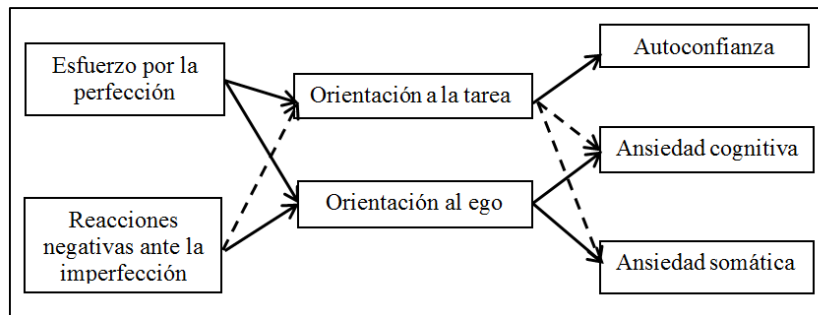 Esfuerzo por la
perfección
Reacciones
negativas ante la
imperfección
Orientación a la tarea
Orientación al ego
Autoconfianza
Ansiedad cognitiva
Ansiedad somática